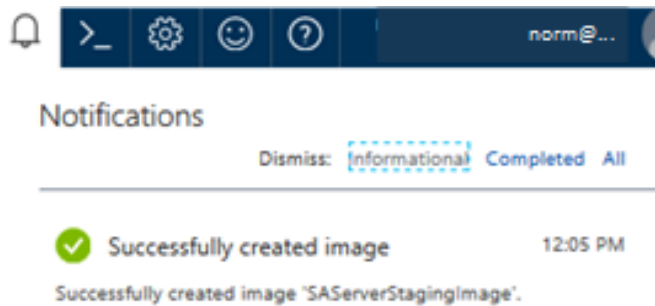 norm@...
Notifications
Dismiss: Informational Completed All
Successfully created image 12:05 PM
Successfully created image 'SAServerStagingImage'.